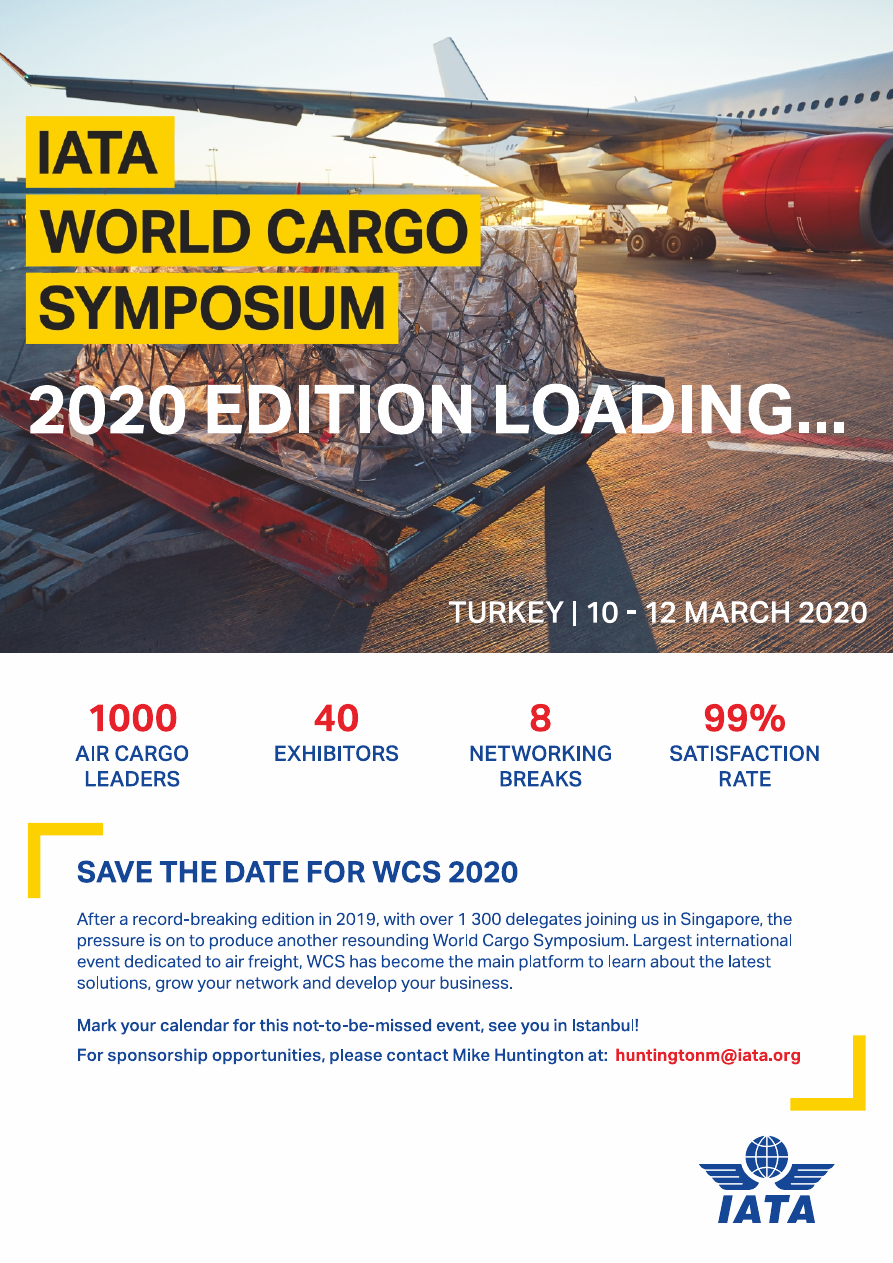 IATA
WORLD CARGO
SYMPOSIUM
2020 EDITION LOADING...
TURKEY | 10 - 12 MARCH 2020
1000
AIR CARGO
LEADERS
40
EXHIBITORS
8
NETWORKING
BREAKS
99%
SATISFACTION
RATE
SAVE THE DATE FOR WCS 2020
After a record-breaking edition in 2019, with over 1 300 delegates joining us in Singapore, the
pressure is on to produce another resounding World Cargo Symposium. Largest international
event dedicated to air freight, WCS has become the main platform to learn about the latest
solutions, grow your network and develop your business.
Mark your calendar for this not-to-be-missed event, see you in Istanbul!
For sponsorship opportunities, please contact Mike Huntington at: huntingtonm@iata.org
IATA